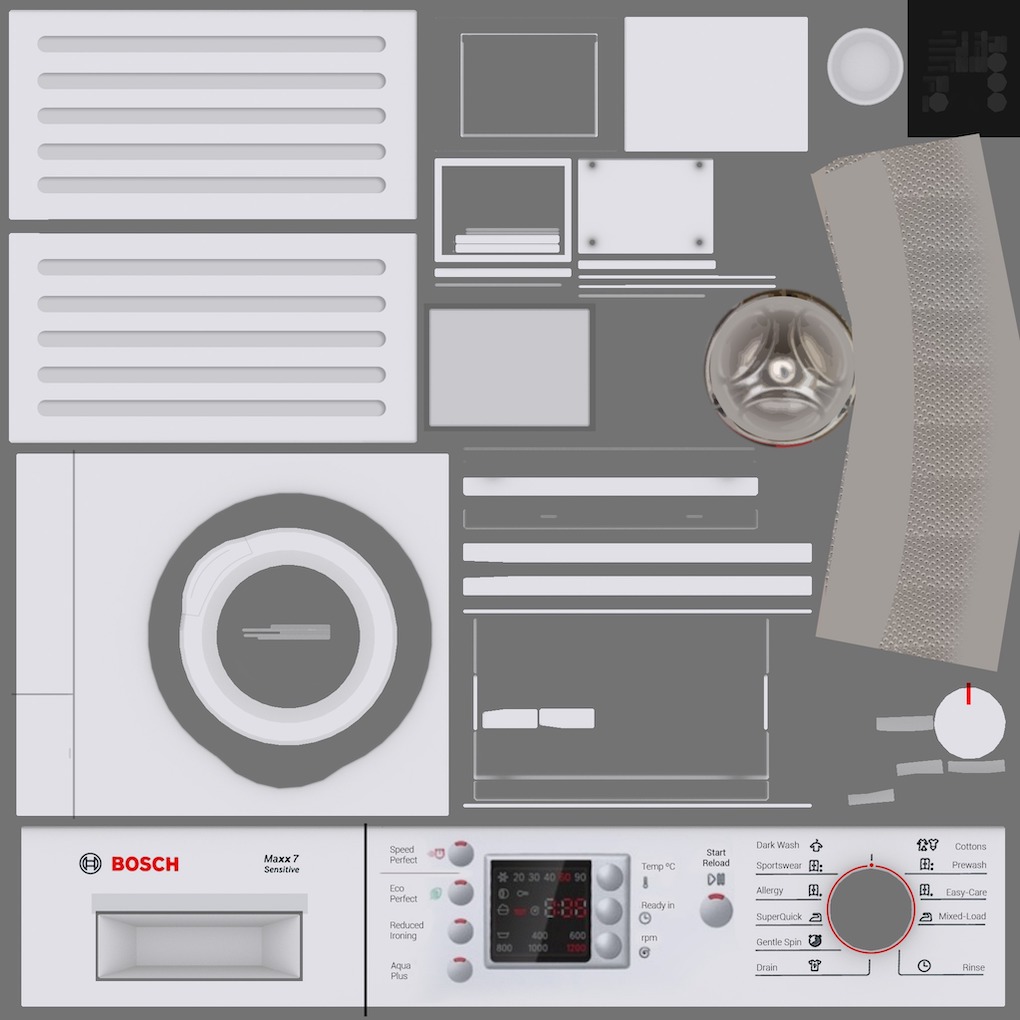 BOSCH
Maxx 7
Sensitive
Speed
Perfect
Eco
Perfect
Reduced
Ironing
Aqua
Plus
20 30 40 60 90
400 600
800 1000 1200
Temp ºC
Ready in
rpm
Start
Reload
Dark Wash
Sportswear
Allergy
SuperQuick
Gentle Spin
Drain
Cottons
Prewash
Easy-Care
Mixed-Load
Rinse